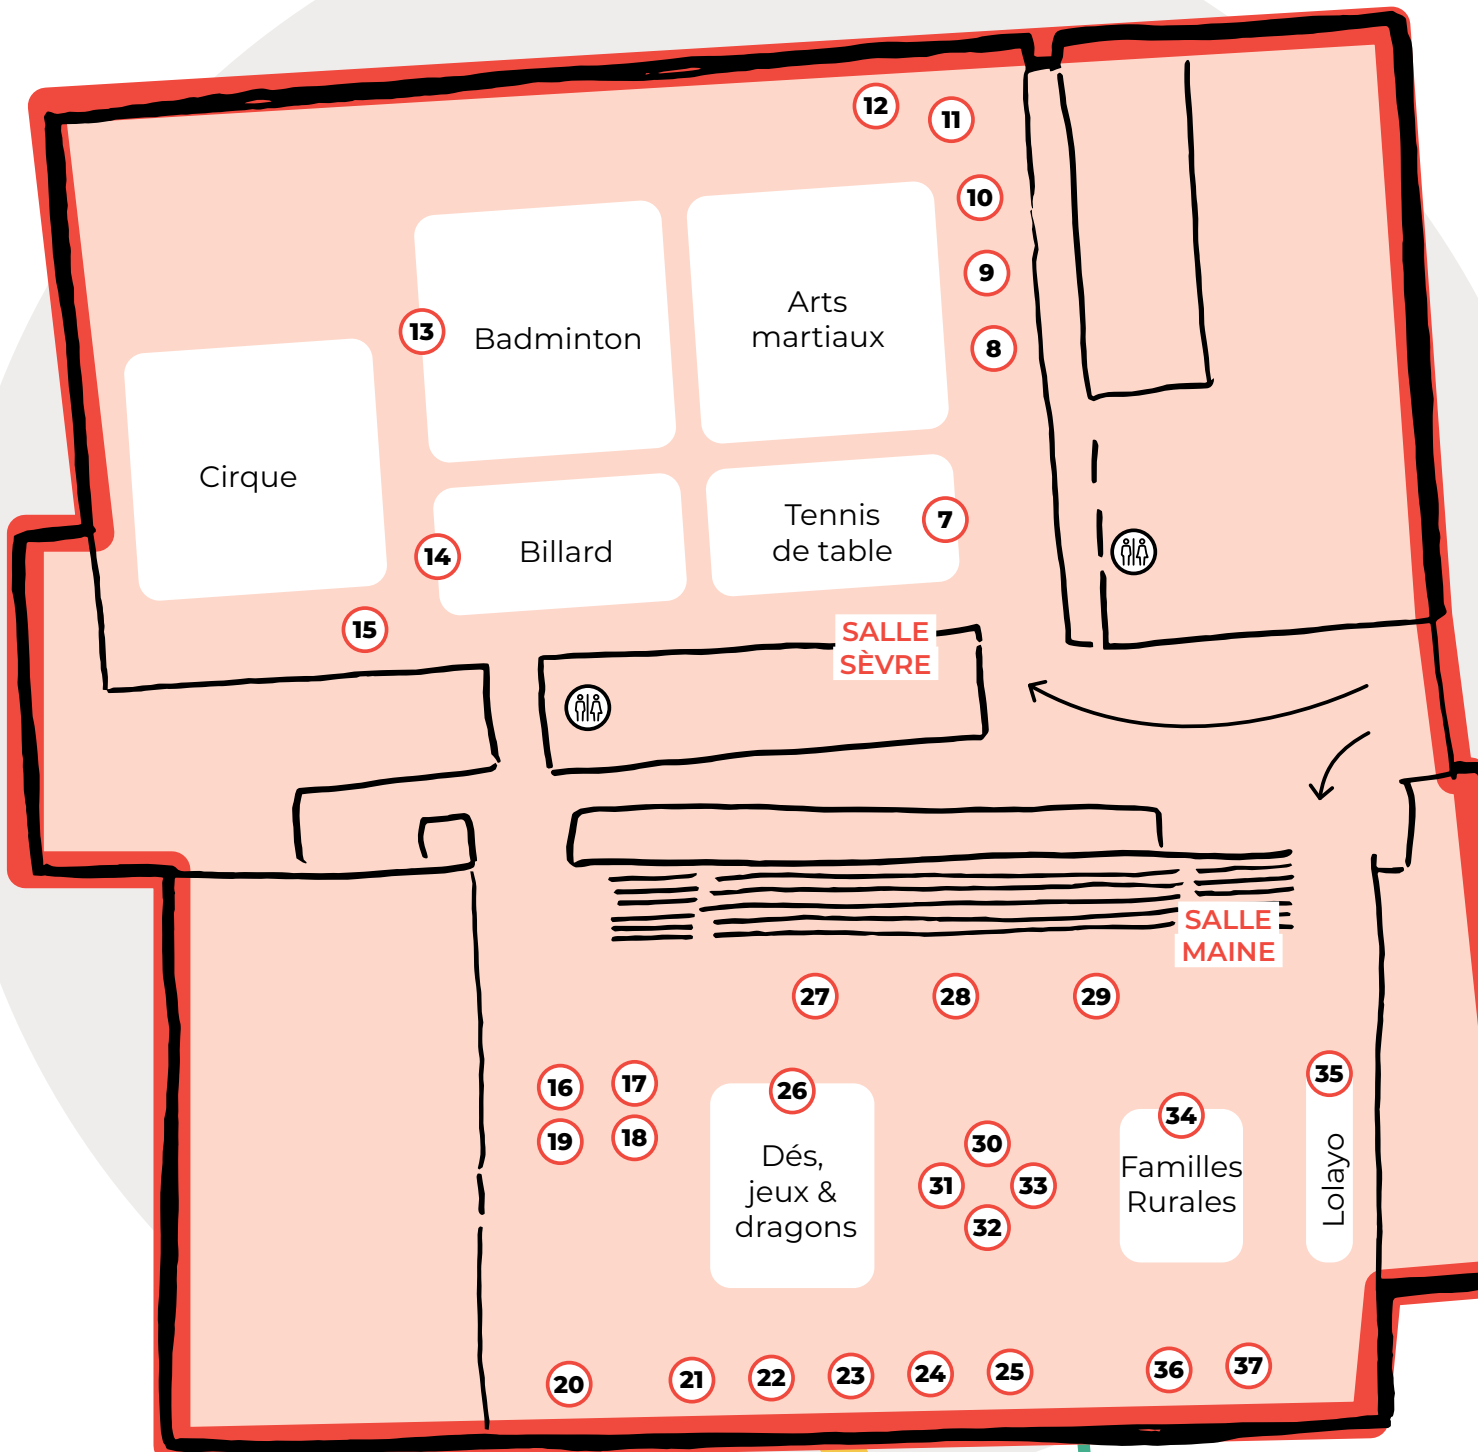 12
11
10
9
8
13
Badminton
Arts
martiaux
Cirque
14
Billard
Tennis
de table
7
15
SALLE
SÈVRE
SALLE
MAINE
27
28
29
16
17
19
18
26
Dés,
jeux &
dragons
30
31
33
32
34
Familles
Rurales
35
Lolayo
20
21
22
23
24
25
36
37